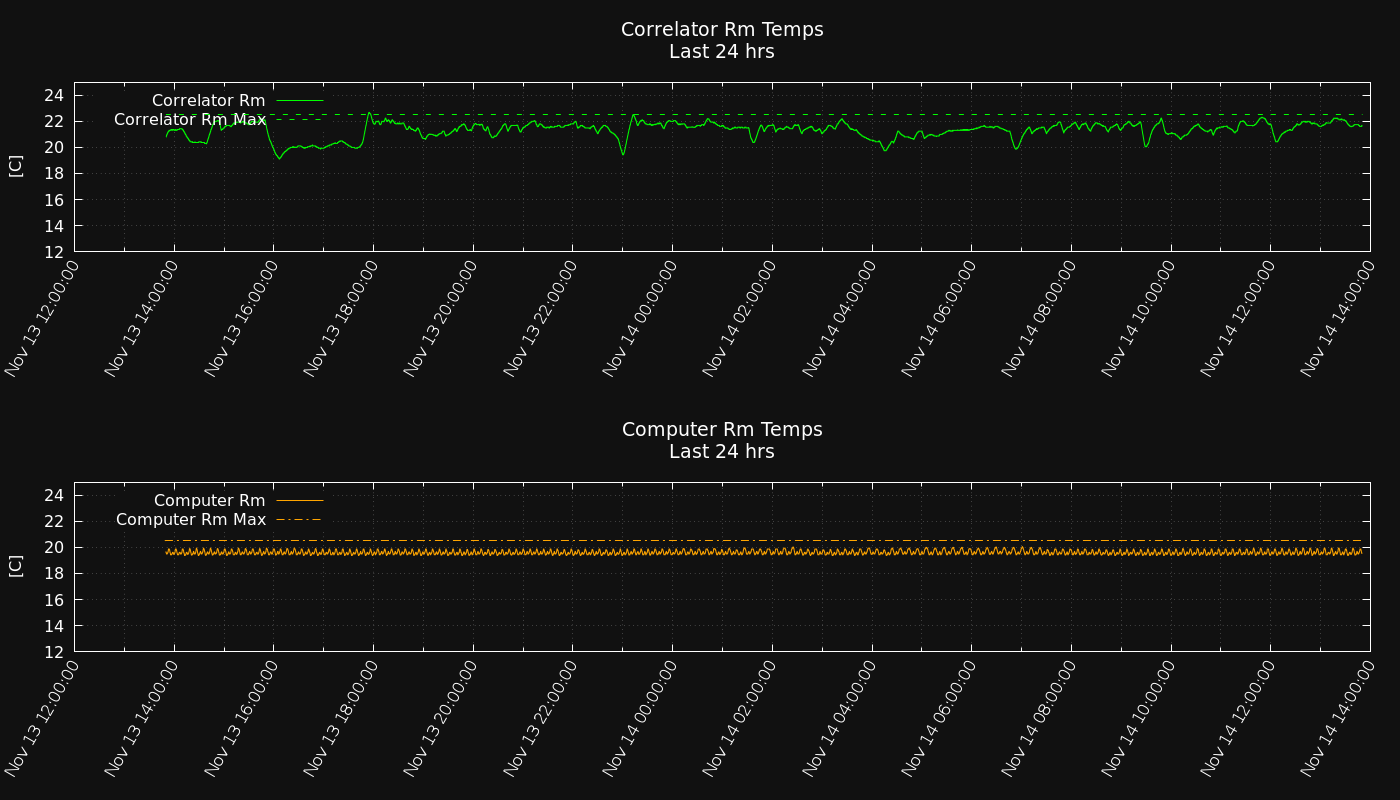 Correlator Rm Temps
Last 24 hrs
Correlator Rm
Correlator Rm Max
[C]
24
22
20
18
16
14
12
Nov 13 12:00:00
Nov 13 14:00:00
Nov 13 16:00:00
Nov 13 18:00:00
Nov 13 20:00:00
Nov 13 22:00:00
Nov 14 00:00:00
Nov 14 02:00:00
Nov 14 04:00:00
Nov 14 06:00:00
Nov 14 08:00:00
Nov 14 10:00:00
Nov 14 12:00:00
Nov 14 14:00:00
Computer Rm Temps
Last 24 hrs
Computer Rm
Computer Rm Max
[C]
24
22
20
18
16
14
12
Nov 13 12:00:00
Nov 13 14:00:00
Nov 13 16:00:00
Nov 13 18:00:00
Nov 13 20:00:00
Nov 13 22:00:00
Nov 14 00:00:00
Nov 14 02:00:00
Nov 14 04:00:00
Nov 14 06:00:00
Nov 14 08:00:00
Nov 14 10:00:00
Nov 14 12:00:00
Nov 14 14:00:00